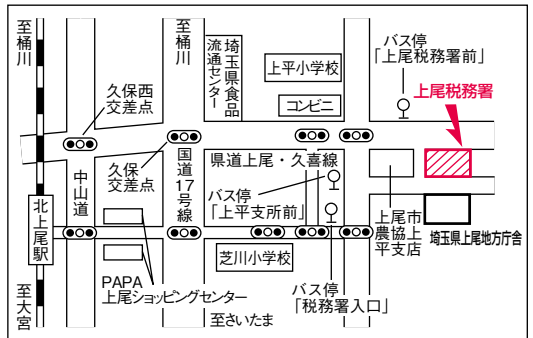 至桶川
至桶川
埼玉県食品
流通センター
上平小学校
コンビニ
バス停
「上尾税務署前」
上尾税務署
久保西
交差点
久保
交差点
中山道
国道17号線
県道上尾・久喜線
バス停
「上平支所前」
上尾市
農協上
平支店
埼玉県上尾地方庁舎
北上尾駅
芝川小学校
PAPA
上尾ショッピングセンター
バス停
「税務署入口」
至大宮
至さいたま